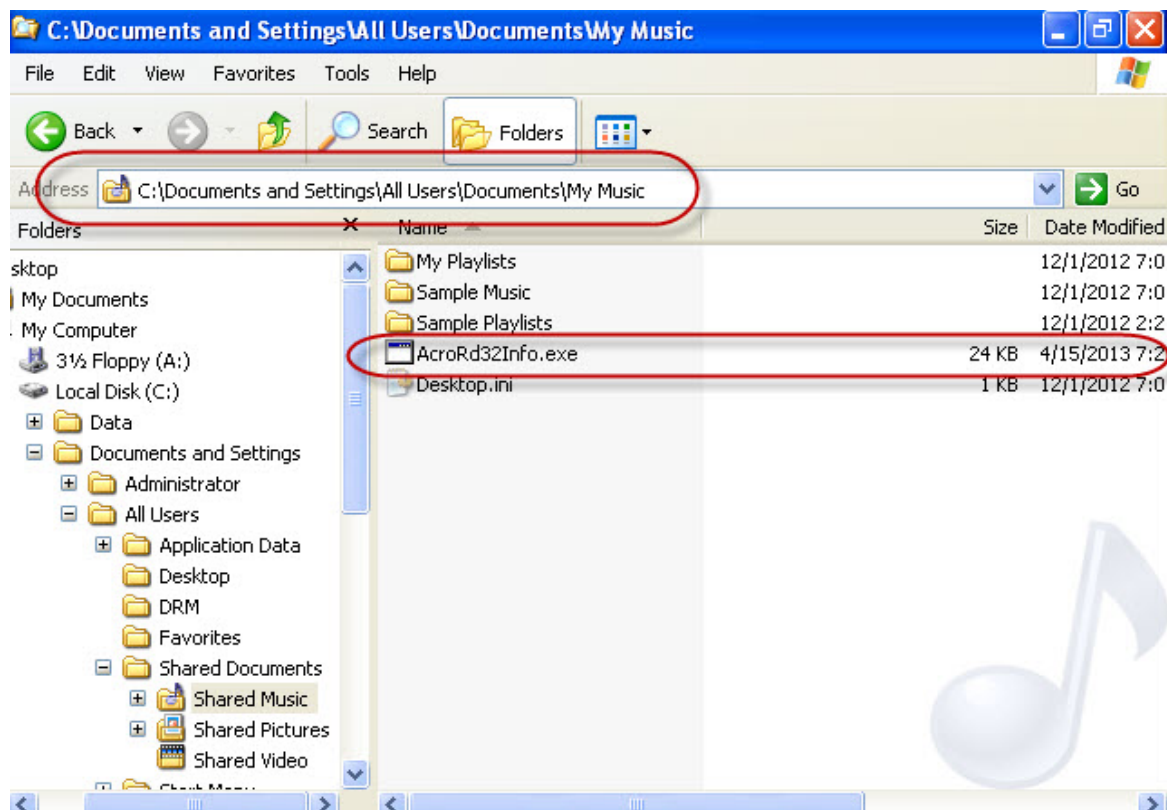 C:\Documents and Settings\All Users\Documents\My Music
File Edit View Favorites Tools Help
Back Search Folders
Address C:\Documents and Settings\All Users\Documents\My Music Go
Folders
Name Size Date Modified
sktop
My Documents
My Computer
3½ Floppy (A:)
Local Disk (C:)
Data
Documents and Settings
Administrator
All Users
Application Data
Desktop
DRM
Favorites
Shared Documents
Shared Music
Shared Pictures
Shared Video
Start Menu
My Playlists 12/1/2012 7:0
Sample Music 12/1/2012 7:0
Sample Playlists 12/1/2012 2:2
AcroRd32Info.exe 24 KB 4/15/2013 7:2
Desktop.ini 1 KB 12/1/2012 7:0